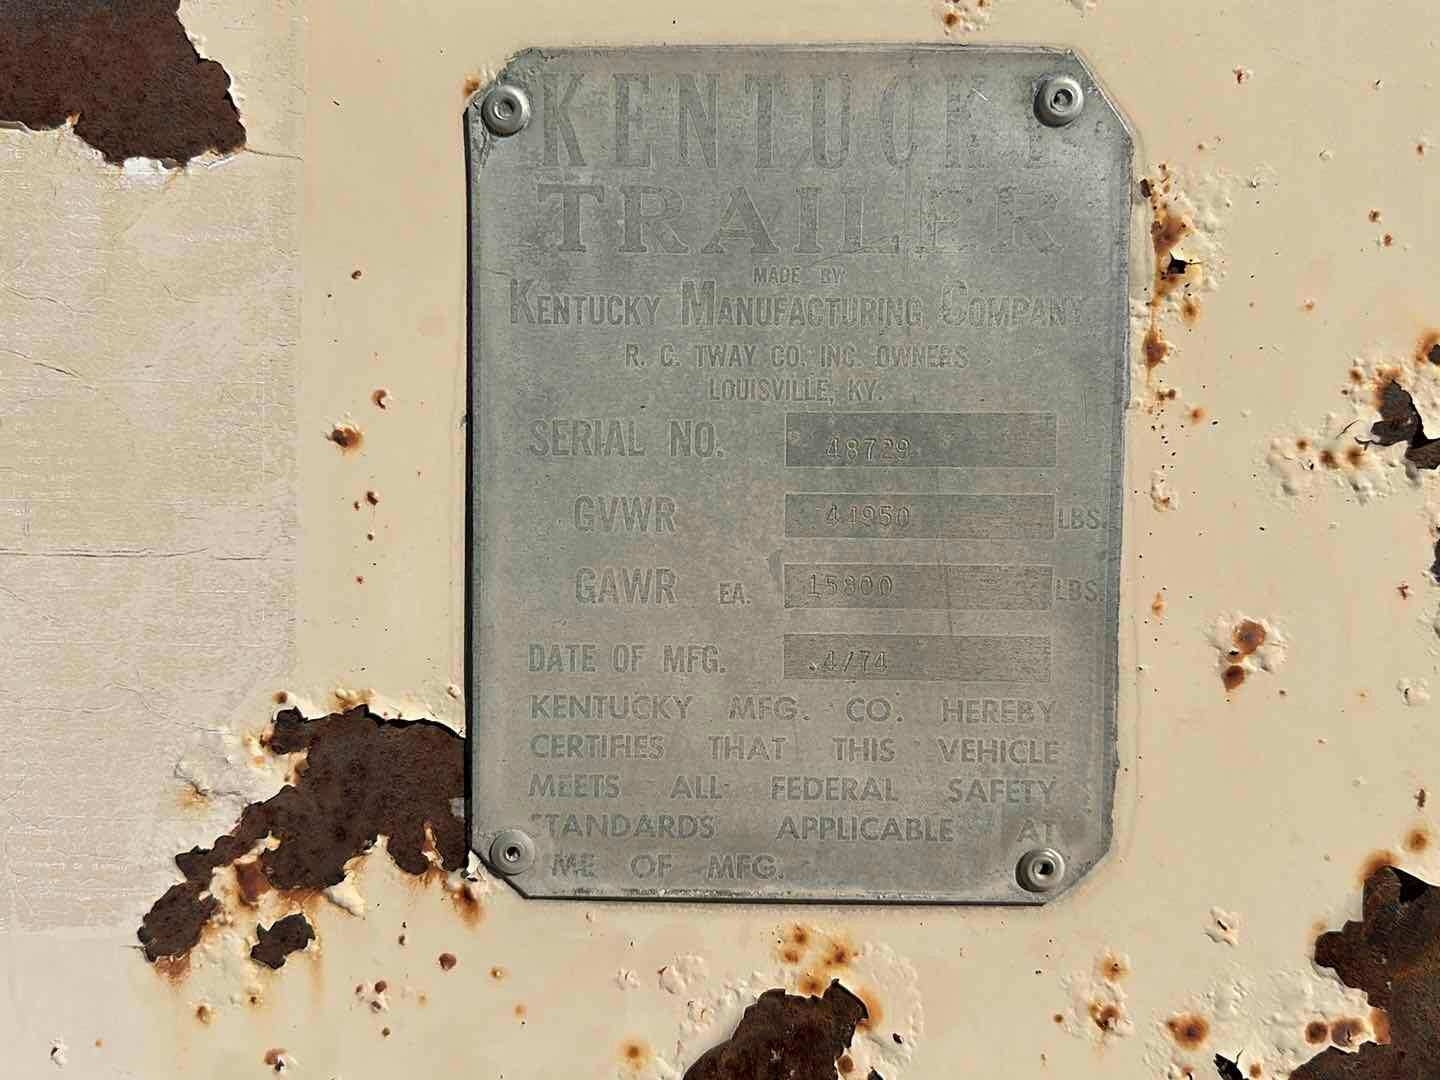 KENTUCKY
TRAILER
MADE BY
KENTUCKY MANUFACTURING COMPANY
R. C. TWAY CO. INC. OWNERS
LOUISVILLE, KY.
SERIAL NO. 48729
GVWR 44950 LBS.
GAWR EA. 15800 LBS.
DATE OF MFG. 4/74
KENTUCKY MFG. CO. HEREBY
CERTIFIES THAT THIS VEHICLE
MEETS ALL FEDERAL SAFETY
STANDARDS APPLICABLE AT
ME OF MFG.